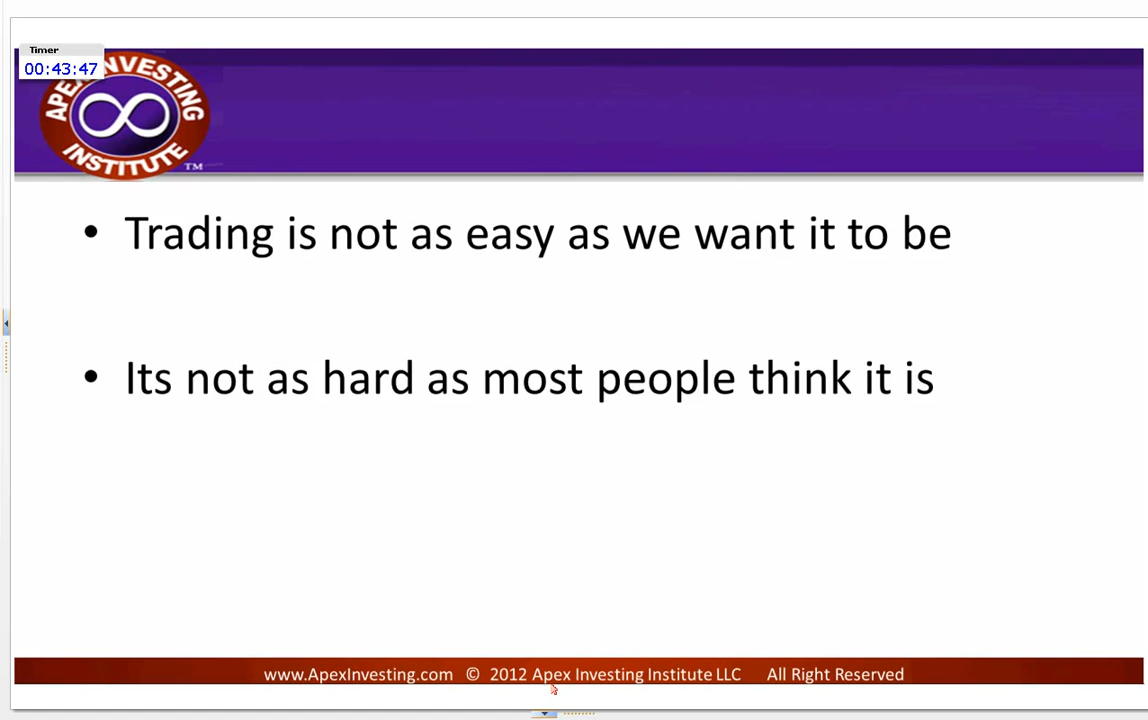 Timer
00:43:47
APEX INVESTING
INSTITUTE
TM
• Trading is not as easy as we want it to be
• Its not as hard as most people think it is
www.ApexInvesting.com © 2012 Apex Investing Institute LLC All Right Reserved